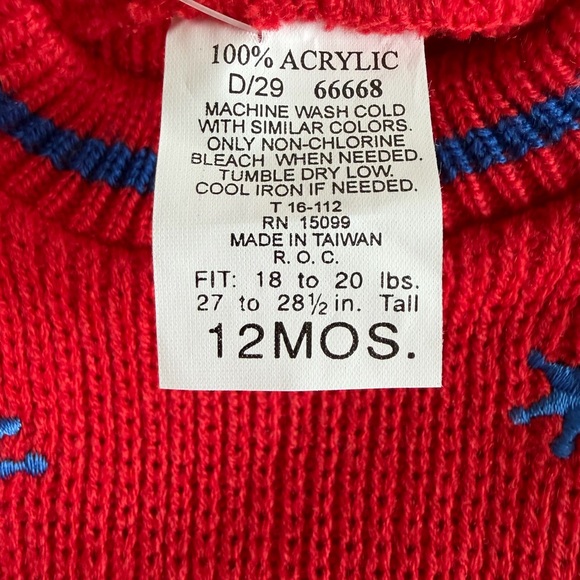 100% ACRYLIC
D/29 66668
MACHINE WASH COLD
WITH SIMILAR COLORS.
ONLY NON-CHLORINE
BLEACH WHEN NEEDED.
TUMBLE DRY LOW.
COOL IRON IF NEEDED.
T 16-112
RN 15099
MADE IN TAIWAN
R. O. C.
FIT: 18 to 20 lbs.
27 to 28½ in. Tall
12MOS.